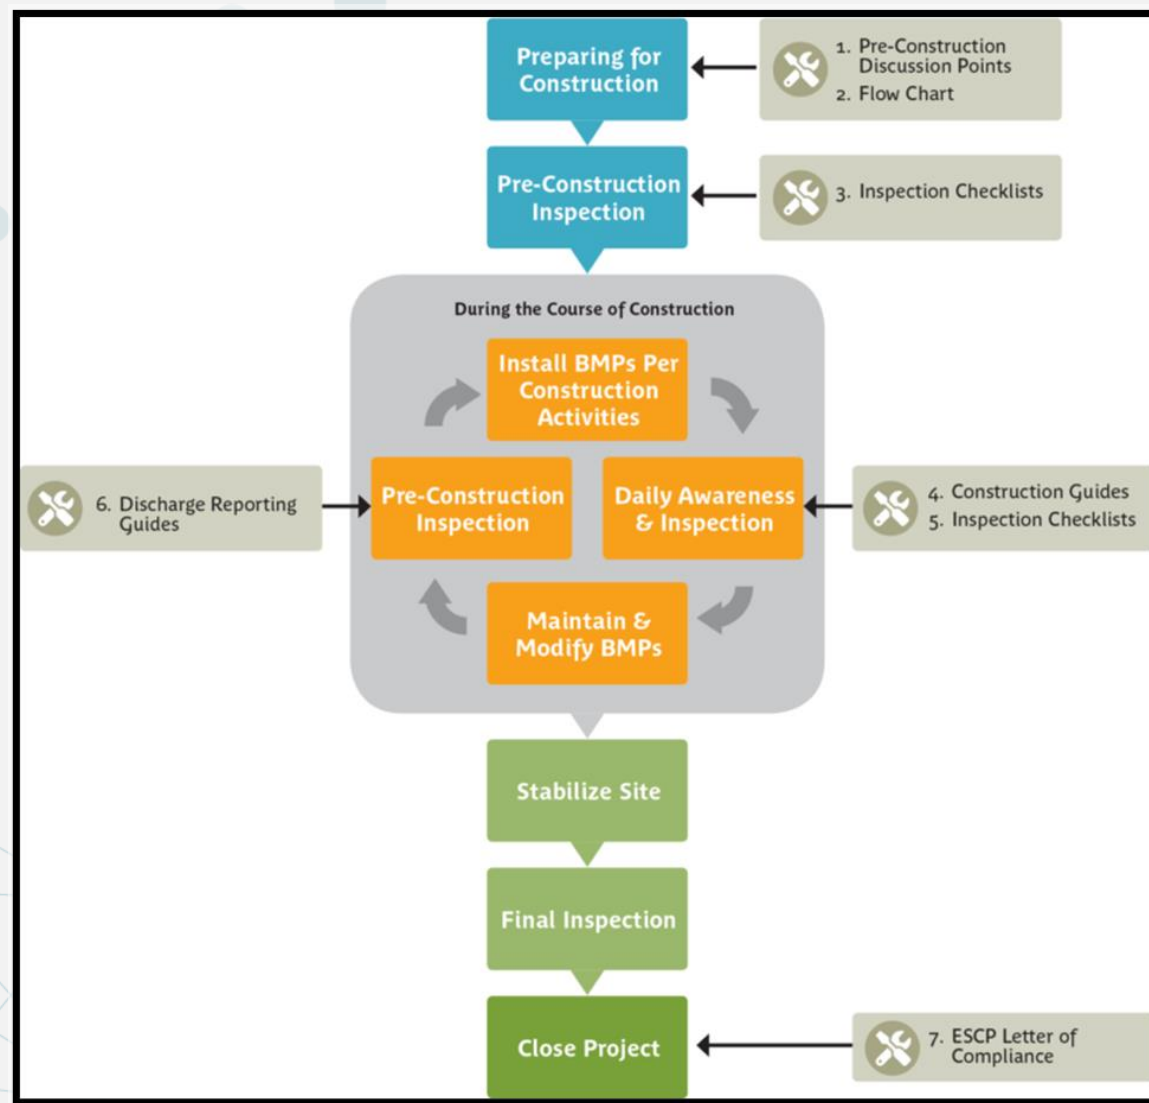 Preparing for
Construction
1. Pre-Construction
Discussion Points
2. Flow Chart
Pre-Construction
Inspection
3. Inspection Checklists
During the Course of Construction
Install BMPs Per
Construction
Activities
6. Discharge Reporting
Guides
Pre-Construction
Inspection
Daily Awareness
& Inspection
4. Construction Guides
5. Inspection Checklists
Maintain &
Modify BMPs
Stabilize Site
Final Inspection
Close Project
7. ESCP Letter of
Compliance